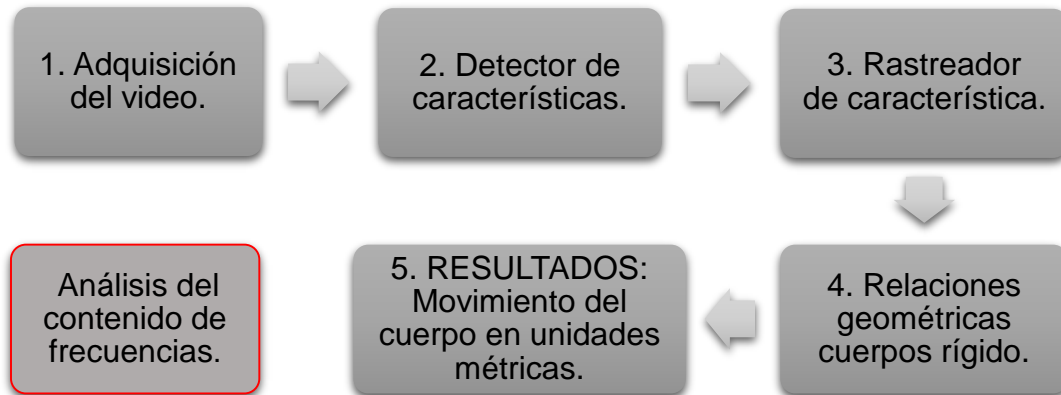 1. Adquisición
del video.
2. Detector de
características.
3. Rastreador
de característica.
4. Relaciones
geométricas
cuerpos rígido.
5. RESULTADOS:
Movimiento del
cuerpo en unidades
métricas.
Análisis del
contenido de
frecuencias.